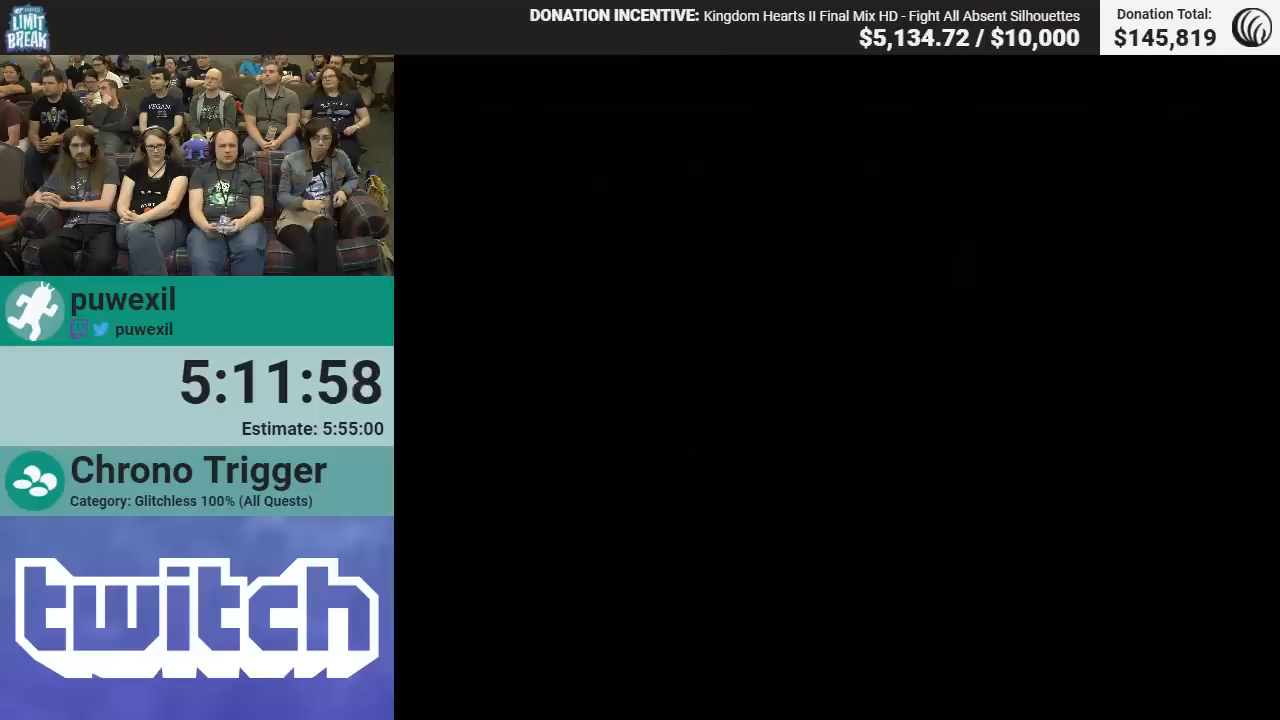 LIMIT
BREAK
DONATION INCENTIVE: Kingdom Hearts II Final Mix HD - Fight All Absent Silhouettes
$5,134.72 / $10,000
Donation Total:
$145,819
VEGAN
puwexil
puwexil
5:11:58
Estimate: 5:55:00
Chrono Trigger
Category: Glitchless 100% (All Quests)
twitch